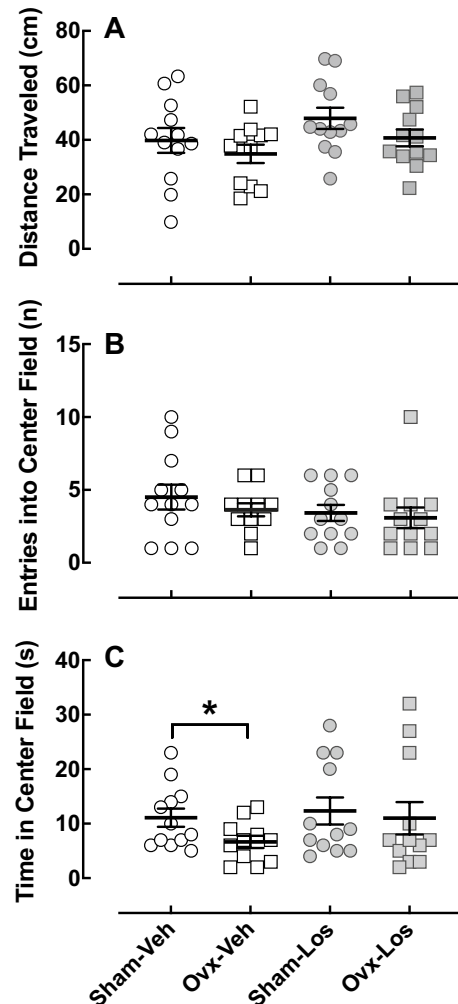 A
Distance Traveled (cm)
80
60
40
20
0
B
Entries into Center Field (n)
15
10
5
0
C
Time in Center Field (s)
40
30
20
10
0
*
Sham-Veh
Ovx-Veh
Sham-Los
Ovx-Los